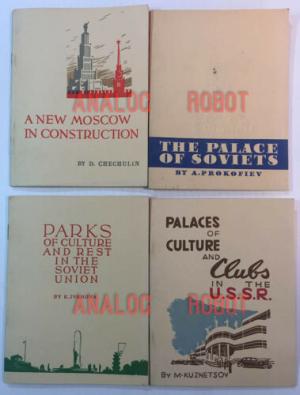 A NEW MOSCOW
IN CONSTRUCTION
BY D. CHECHULIN
THE PALACE
OF SOVIETS
BY A. PROKOFIEV
ANALOG ROBOT
PARKS
OF CULTURE
AND REST
IN THE
SOVIET
UNION
PALACES
OF
CULTURE
AND
Clubs
IN THE
U.S.S.R.
BY M. KUZNETSOV
ANALOG ROBOT